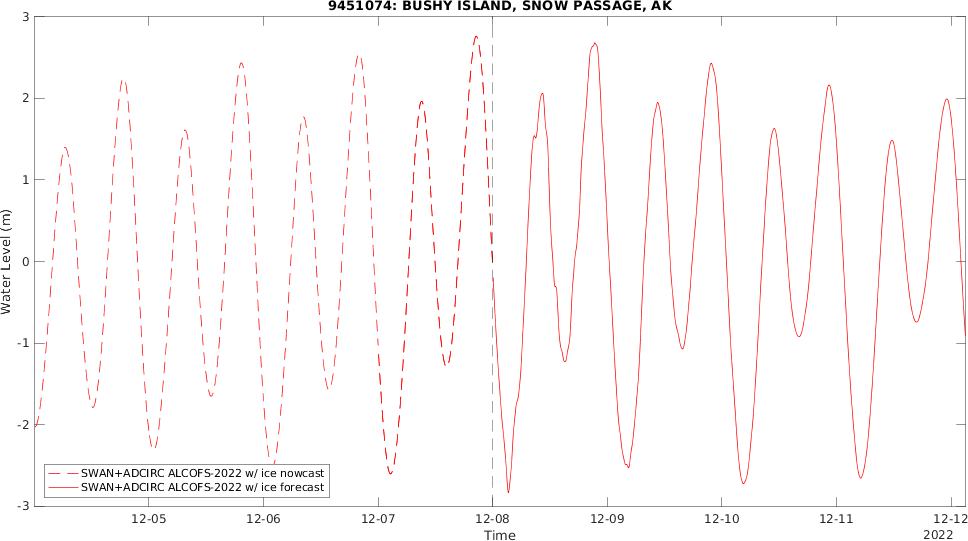 9451074: BUSHY ISLAND, SNOW PASSAGE, AK
3
2
1
0
-1
-2
-3
Water Level (m)
SWAN+ADCIRC ALCOFS-2022 w/ ice nowcast
SWAN+ADCIRC ALCOFS-2022 w/ ice forecast
12-05 12-06 12-07 12-08 12-09 12-10 12-11 12-12
Time
2022